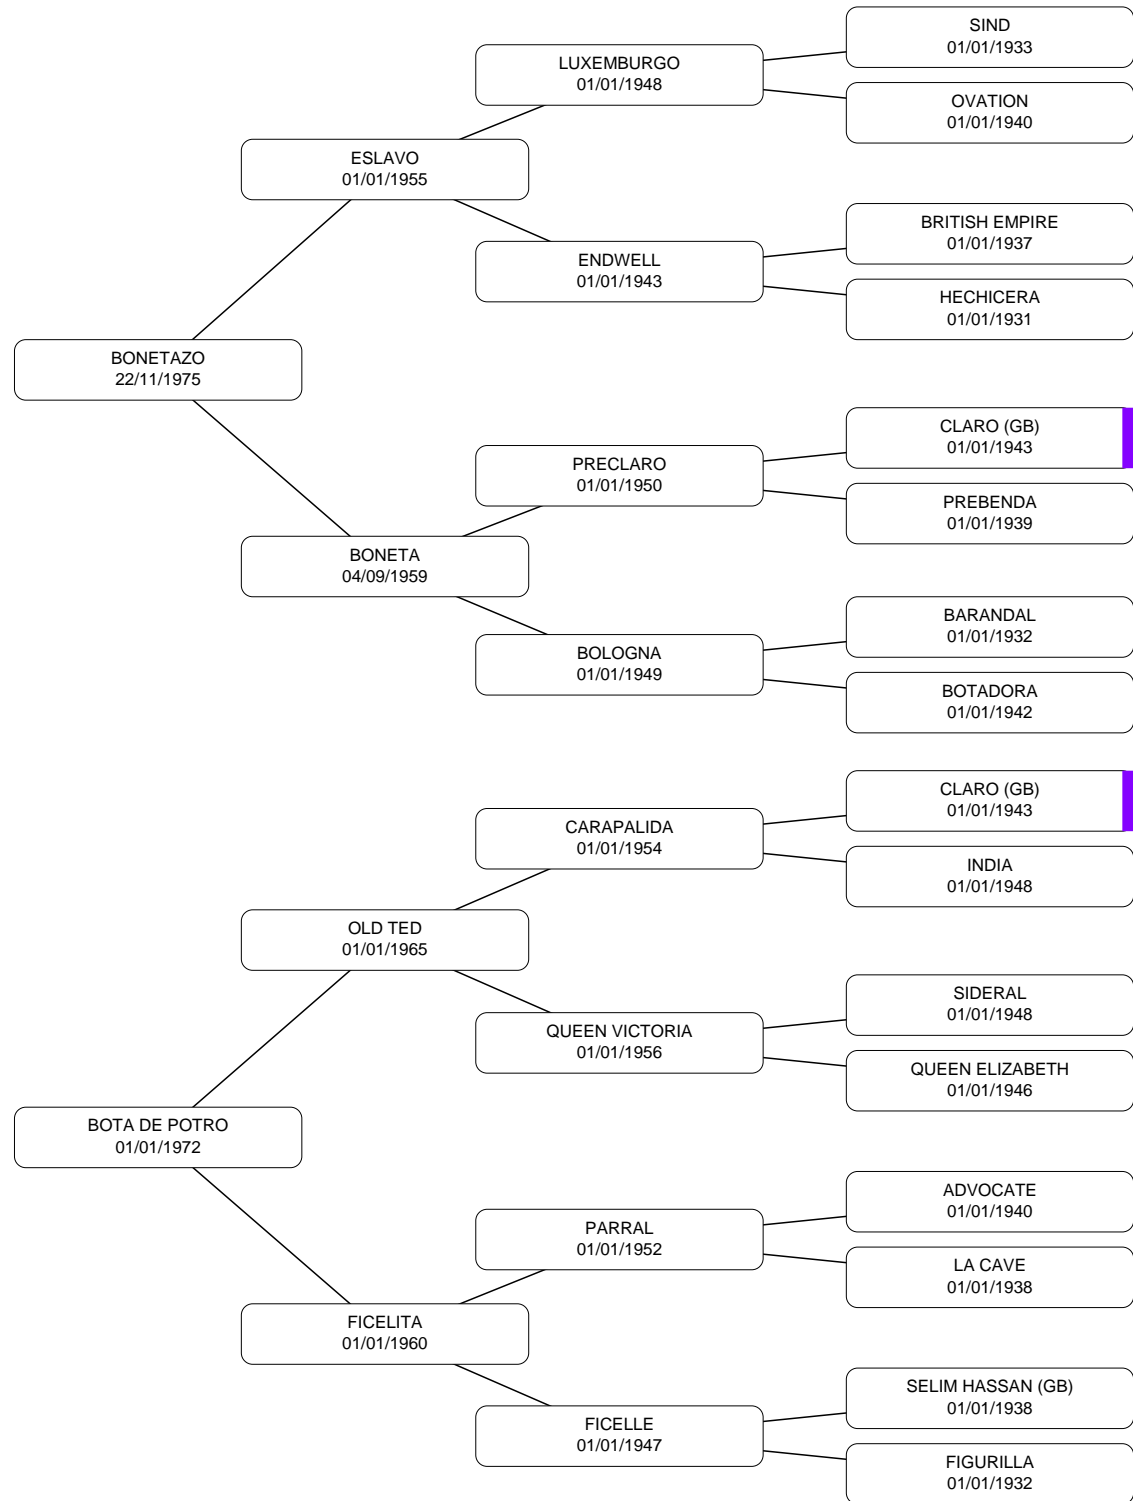 SIND
01/01/1933
LUXEMBURGO
01/01/1948
OVATION
01/01/1940
ESLAVO
01/01/1955
BRITISH EMPIRE
01/01/1937
ENDWELL
01/01/1943
HECHICERA
01/01/1931
BONETAZO
22/11/1975
CLARO (GB)
01/01/1943
PRECLARO
01/01/1950
PREBENDA
01/01/1939
BONETA
04/09/1959
BARANDAL
01/01/1932
BOLOGNA
01/01/1949
BOTADORA
01/01/1942
CLARO (GB)
01/01/1943
CARAPALIDA
01/01/1954
INDIA
01/01/1948
OLD TED
01/01/1965
SIDERAL
01/01/1948
QUEEN VICTORIA
01/01/1956
QUEEN ELIZABETH
01/01/1946
BOTA DE POTRO
01/01/1972
ADVOCATE
01/01/1940
PARRAL
01/01/1952
LA CAVE
01/01/1938
FICELITA
01/01/1960
SELIM HASSAN (GB)
01/01/1938
FICELLE
01/01/1947
FIGURILLA
01/01/1932